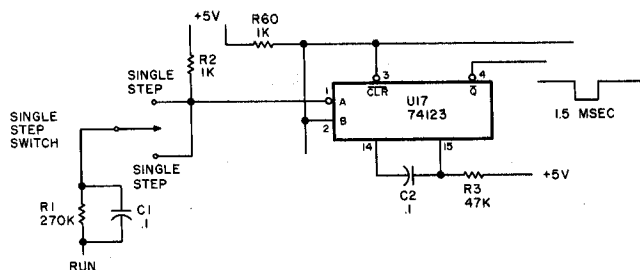 +5V
R60
1K
R2
1K
SINGLE
STEP
SINGLE
STEP
SWITCH
SINGLE
STEP
R1
270K
C1
.1
RUN
1
A
B
2
3
CLR
4
Q
U17
74123
14
15
C2
.1
R3
47K
+5V
1.5 MSEC